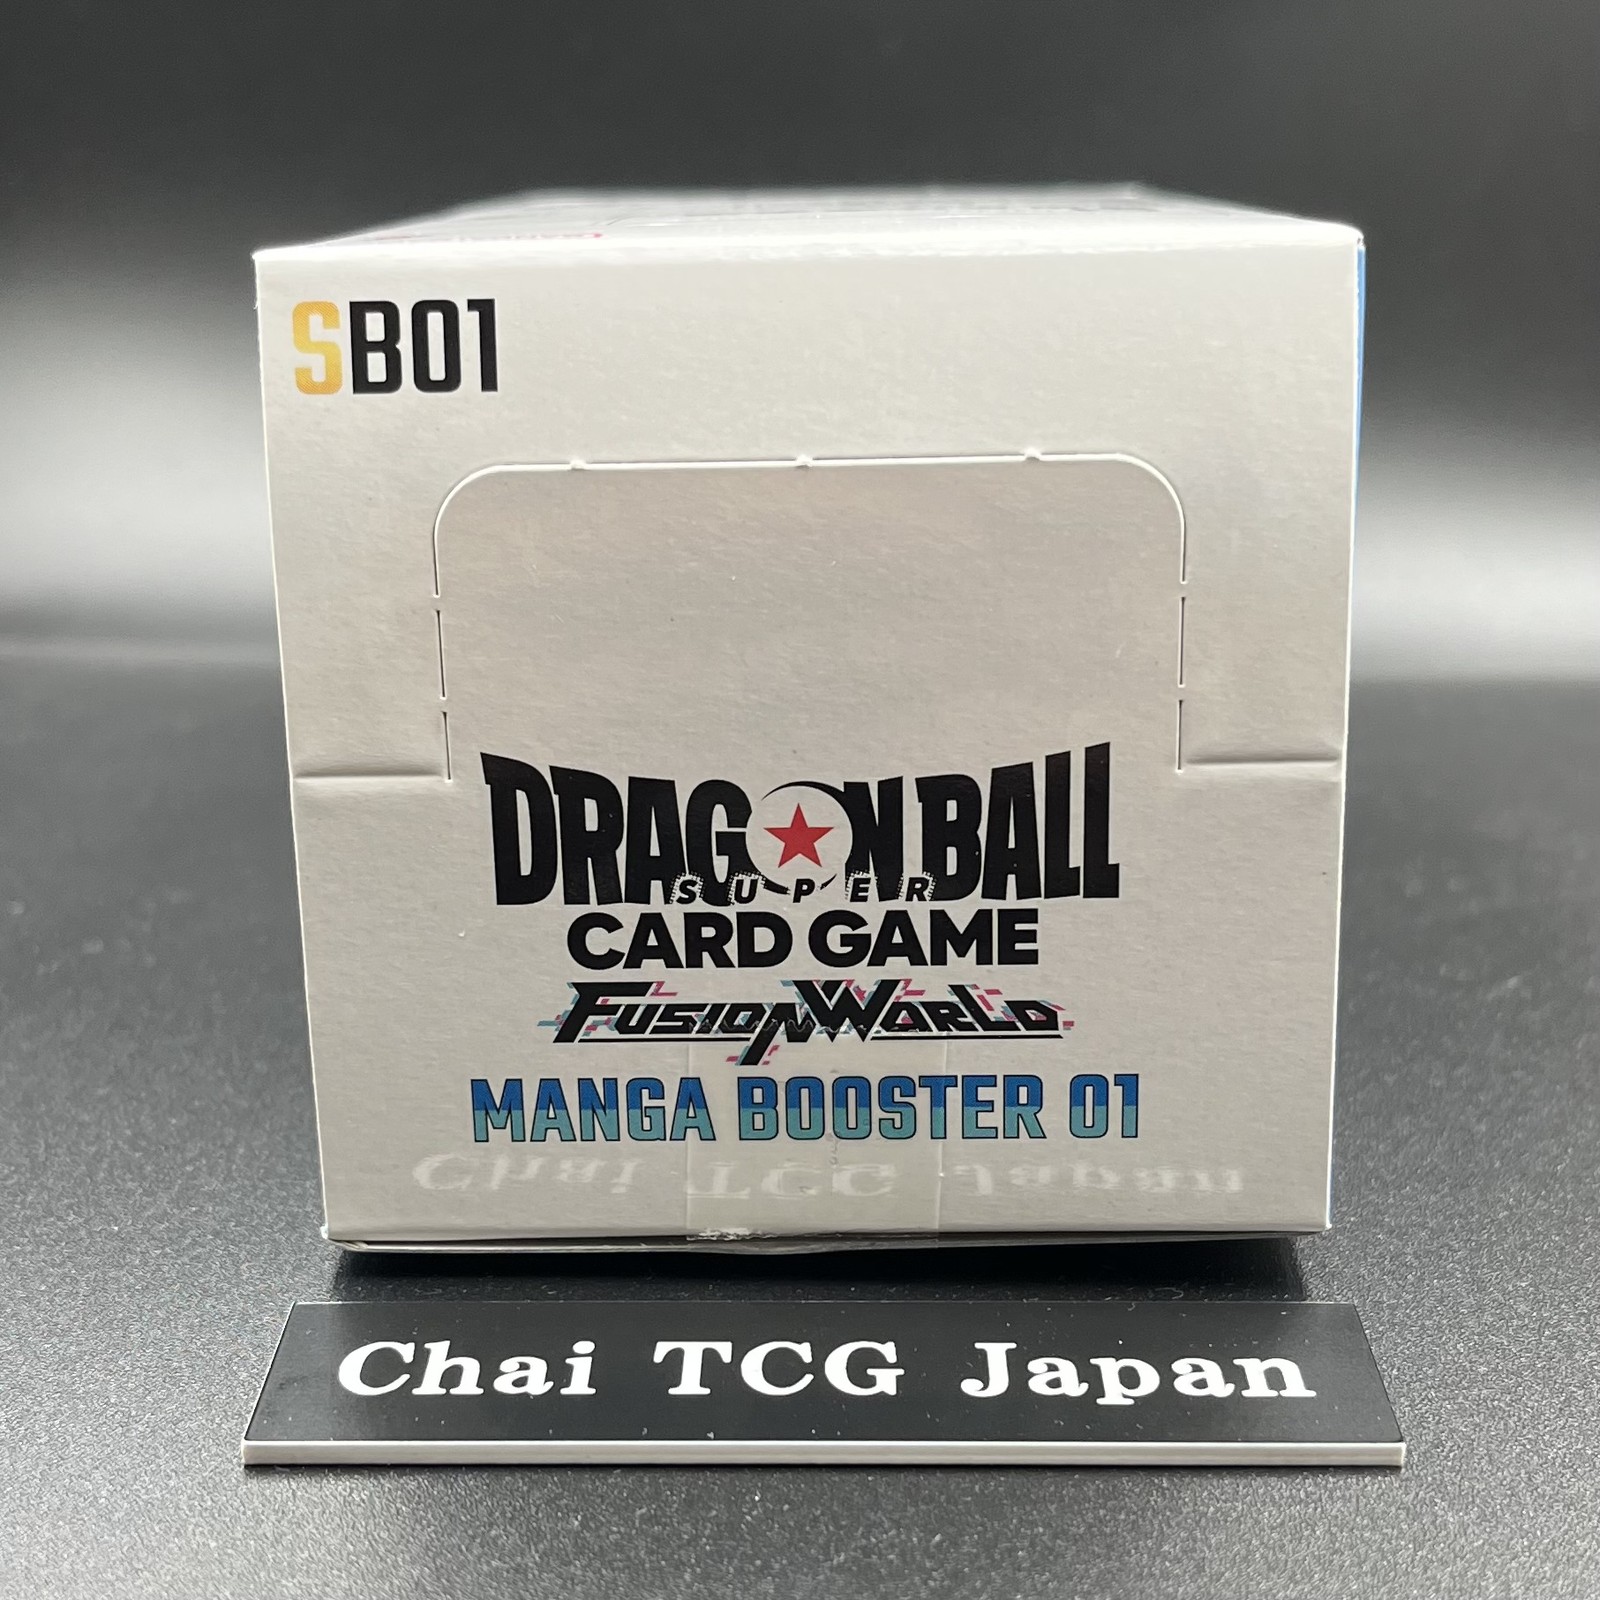 SB01
DRAGON BALL
SUPER
CARD GAME
FUSION WORLD
MANGA BOOSTER 01
Chai TCG Japan
Chai TCG Japan